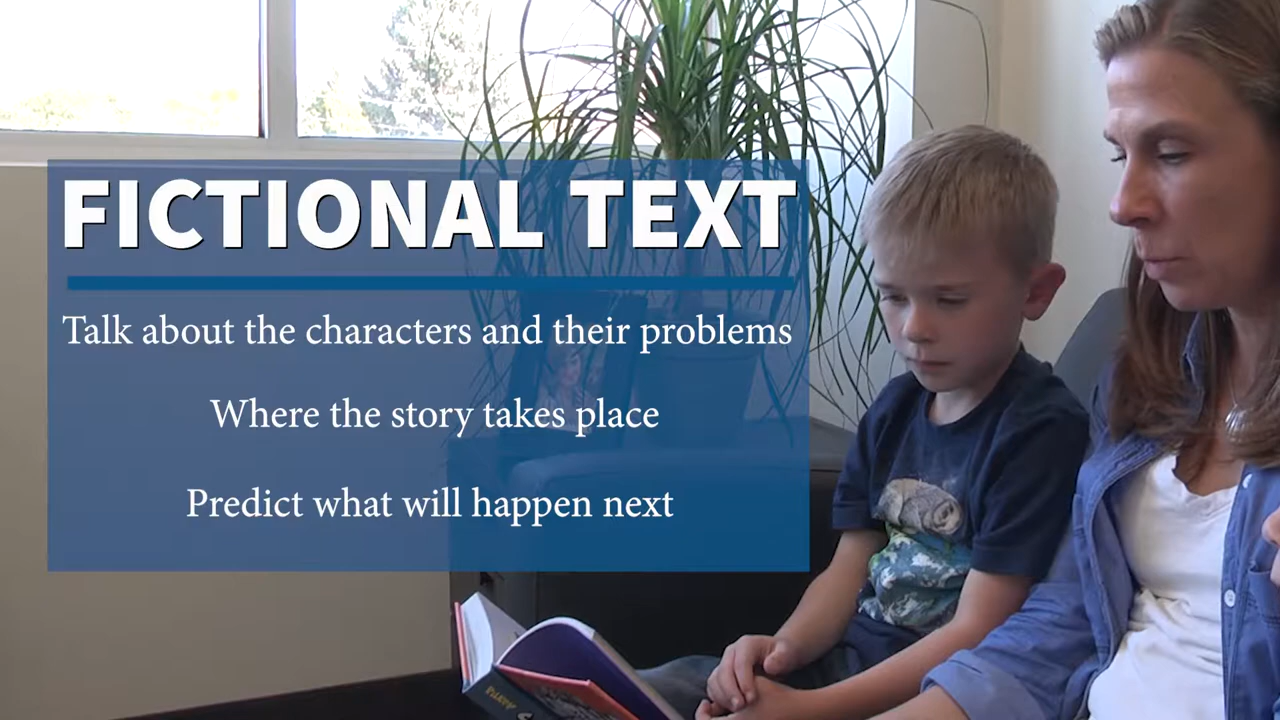 FICTIONAL TEXT
Talk about the characters and their problems
Where the story takes place
Predict what will happen next